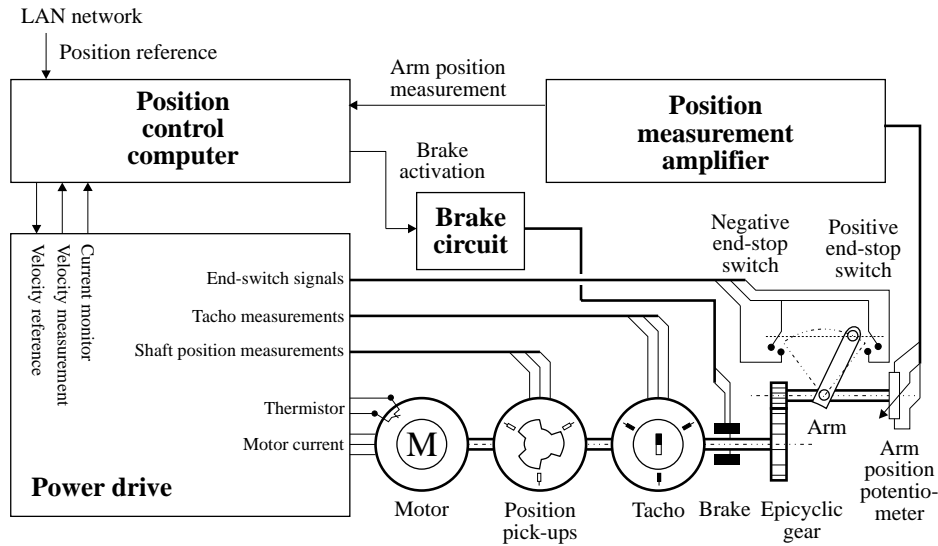 LAN network
Position reference
Position
control
computer
Arm position
measurement
Position
measurement
amplifier
Brake
activation
Brake
circuit
Negative
end-stop
switch
Positive
end-stop
switch
Velocity reference
Velocity measurement
Current monitor
End-switch signals
Tacho measurements
Shaft position measurements
Thermistor
Motor current
Power drive
M
Motor
Position
pick-ups
Tacho
Brake
Epicyclic
gear
Arm
Arm
position
potentio-
meter